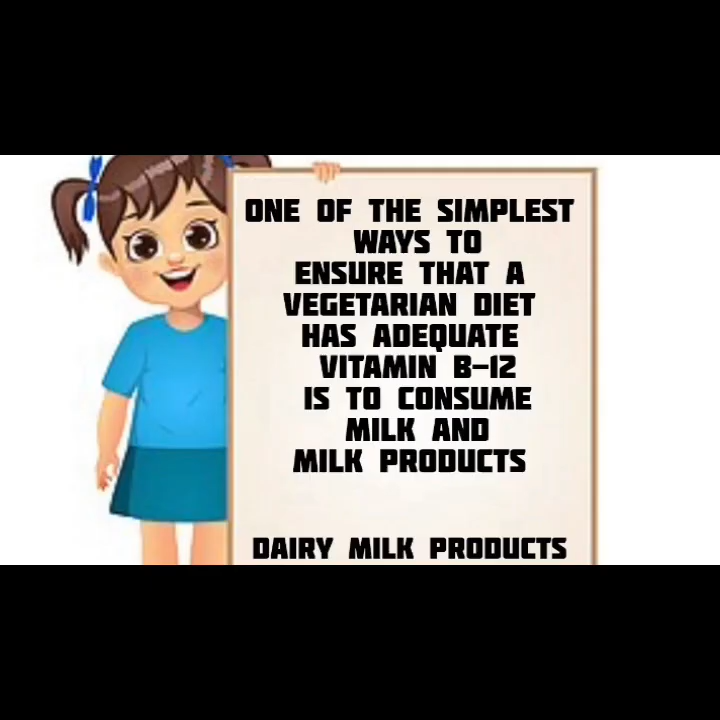 ONE OF THE SIMPLEST
WAYS TO
ENSURE THAT A
VEGETARIAN DIET
HAS ADEQUATE
VITAMIN B-12
IS TO CONSUME
MILK AND
MILK PRODUCTS
DAIRY MILK PRODUCTS